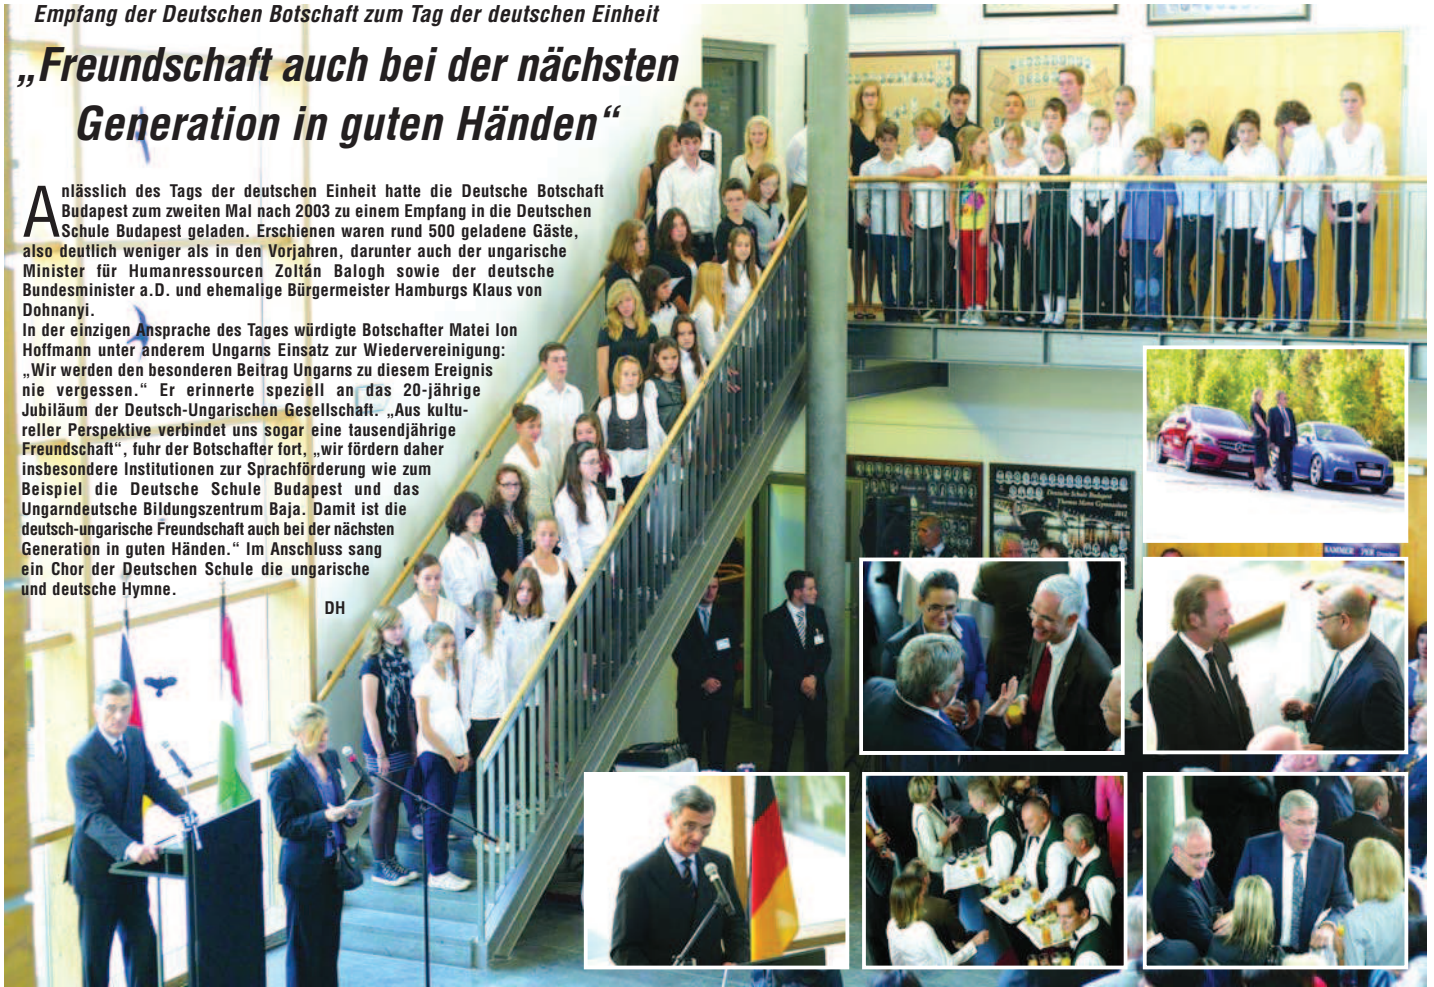 Empfang der Deutschen Botschaft zum Tag der deutschen Einheit
„Freundschaft auch bei der nächsten
Generation in guten Händen“
Anlässlich des Tags der deutschen Einheit hatte die Deutsche Botschaft
Budapest zum zweiten Mal nach 2003 zu einem Empfang in die Deutschen
Schule Budapest geladen. Erschienen waren rund 500 geladene Gäste,
also deutlich weniger als in den Vorjahren, darunter auch der ungarische
Minister für Humanressourcen Zoltán Balogh sowie der deutsche
Bundesminister a.D. und ehemalige Bürgermeister Hamburgs Klaus von
Dohnanyi.
In der einzigen Ansprache des Tages würdigte Botschafter Matei Ion
Hoffmann unter anderem Ungarns Einsatz zur Wiedervereinigung:
„Wir werden den besonderen Beitrag Ungarns zu diesem Ereignis
nie vergessen.“ Er erinnerte speziell an das 20-jährige
Jubiläum der Deutsch-Ungarischen Gesellschaft. „Aus kultu-
reller Perspektive verbindet uns sogar eine tausendjährige
Freundschaft“, fuhr der Botschafter fort, „wir fördern daher
insbesondere Institutionen zur Sprachförderung wie zum
Beispiel die Deutsche Schule Budapest und das
Ungarndeutsche Bildungszentrum Baja. Damit ist die
deutsch-ungarische Freundschaft auch bei der nächsten
Generation in guten Händen.“ Im Anschluss sang
ein Chor der Deutschen Schule die ungarische
und deutsche Hymne.
DH
Deutsche Schule Budapest
Thomas Mann Gymnasium
2012
KAMMER PER